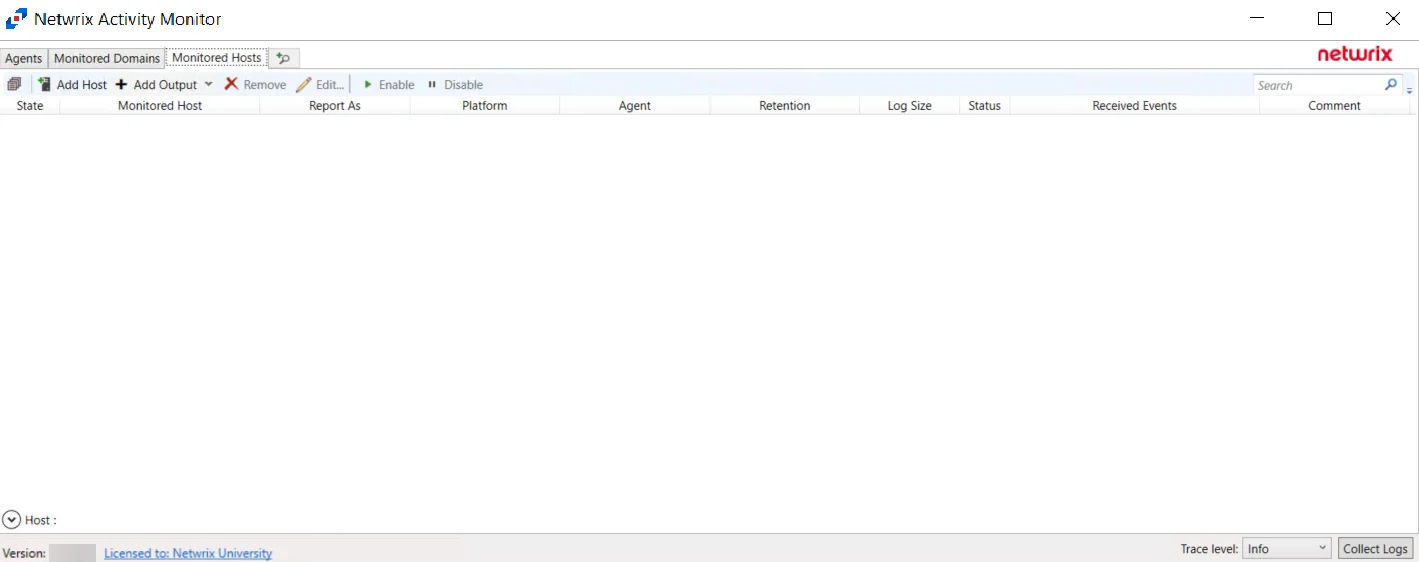 Netwrix Activity Monitor
Agents Monitored Domains Monitored Hosts
netwrix
Add Host Add Output Remove Edit... Enable Disable Search
State Monitored Host Report As Platform Agent Retention Log Size Status Received Events Comment
Host :
Version: Licensed to: Netwrix University Trace level: Info Collect Logs